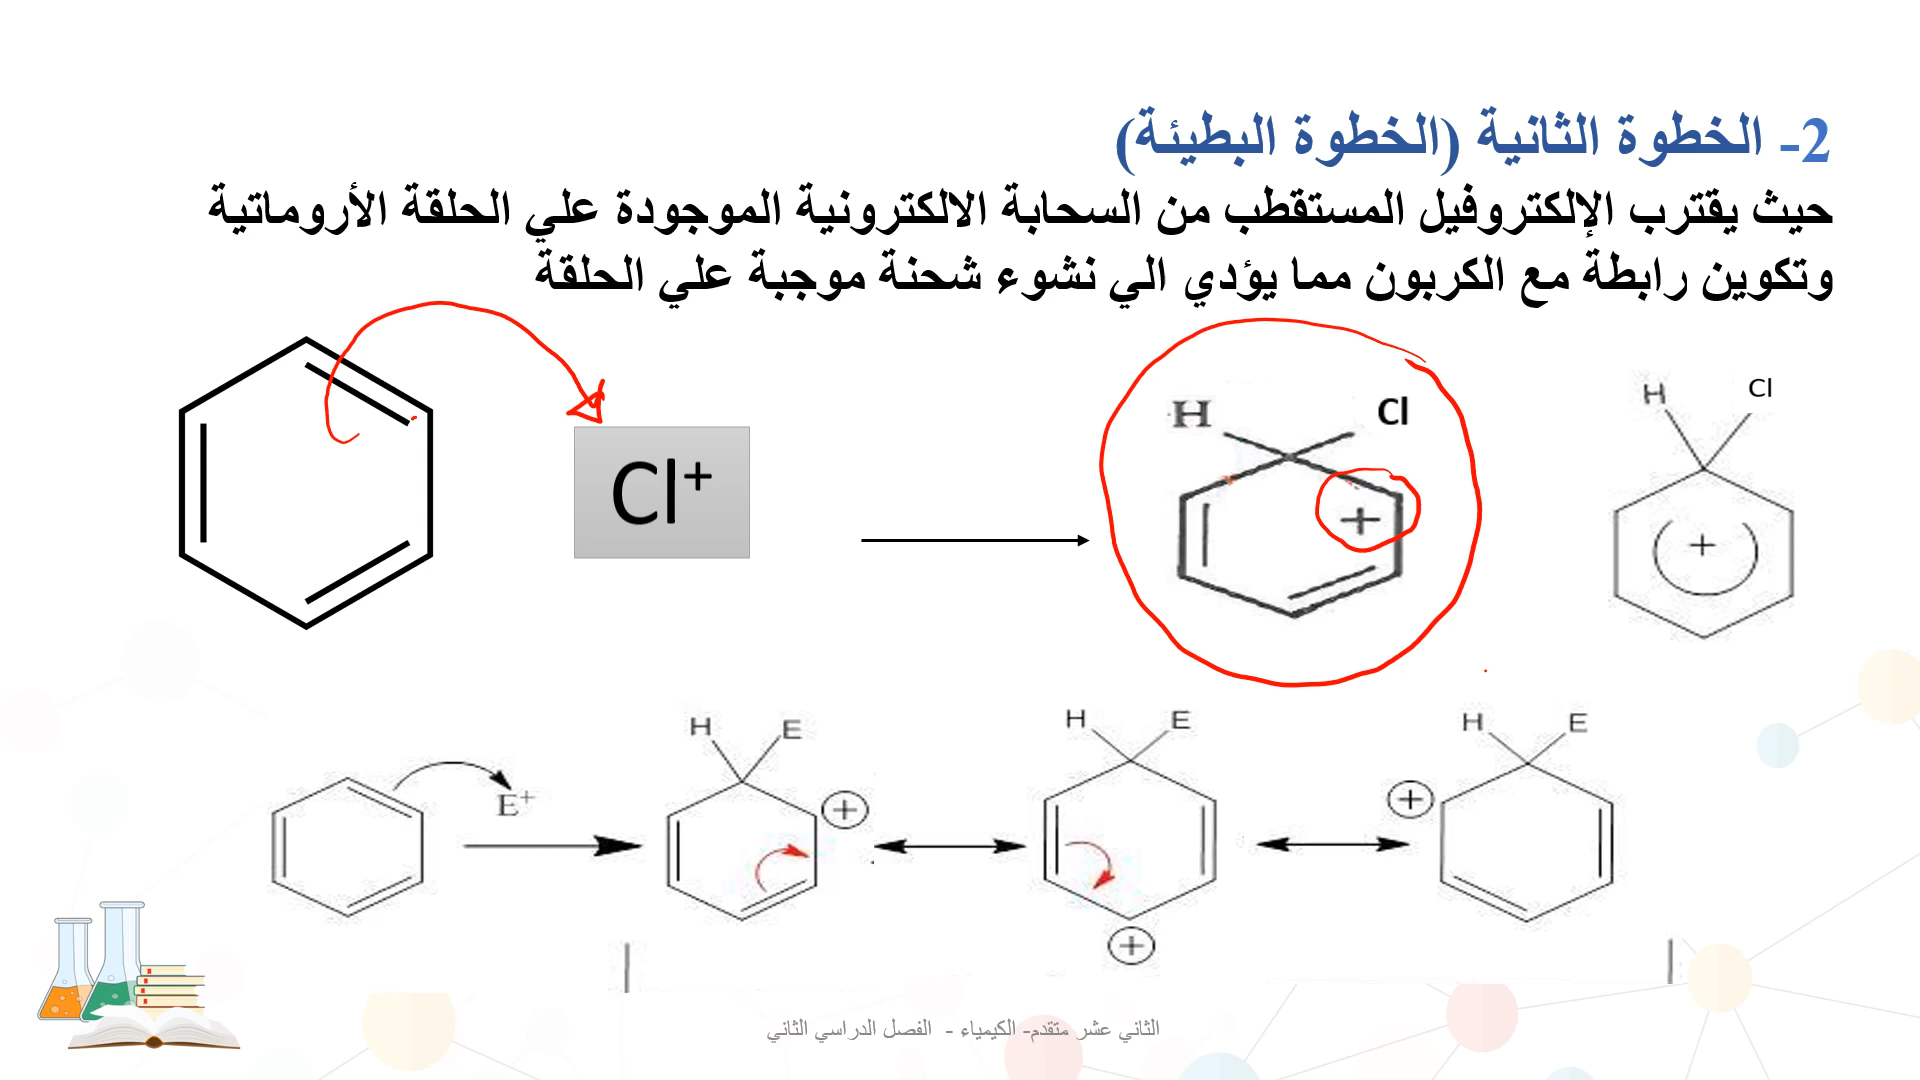 2- الخطوة الثانية (الخطوة البطيئة)
حيث يقترب الإلكتروفيل المستقطب من السحابة الالكترونية الموجودة علي الحلقة الأروماتية
وتكوين رابطة مع الكربون مما يؤدي الي نشوء شحنة موجبة علي الحلقة
Cl⁺
H Cl
+
H Cl
+
E⁺
H E
+
H E
+
H E
+
الثاني عشر متقدم- الكيمياء - الفصل الدراسي الثاني